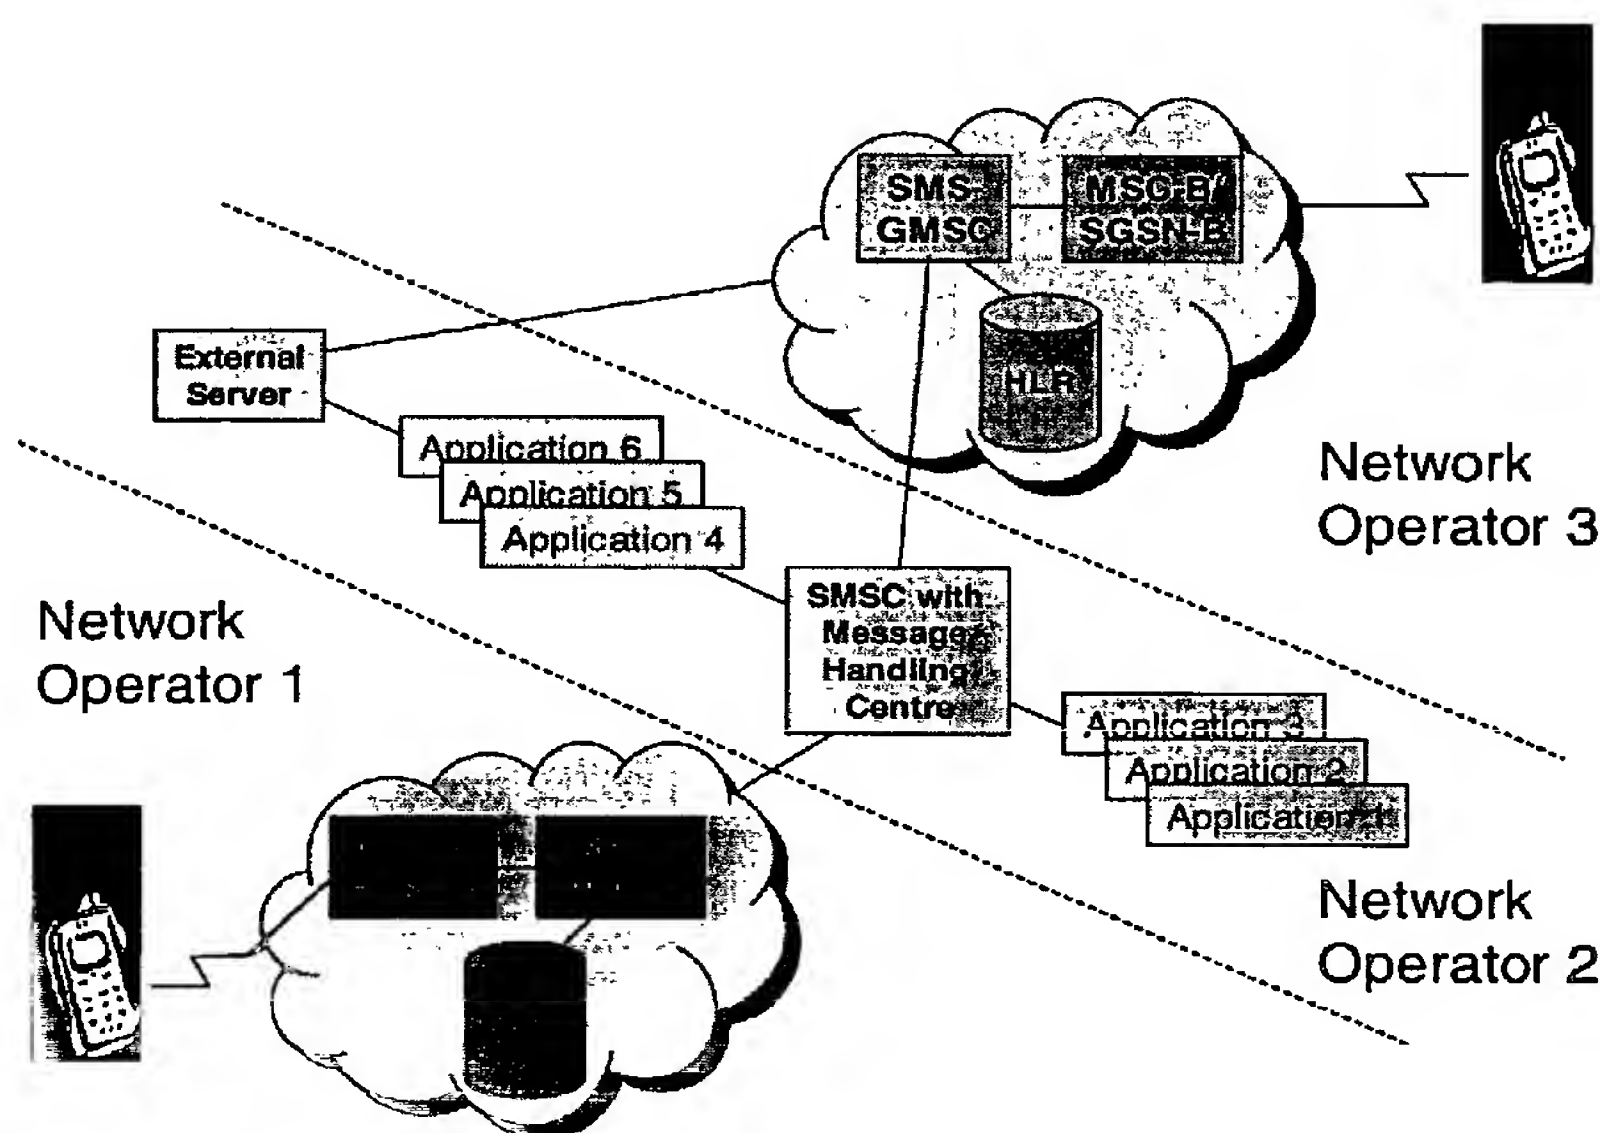 SMS-
GMSC
MSC-B/
SGSN-B
HLR
External
Server
Application 6
Application 5
Application 4
Network
Operator 3
SMSC with
Message
Handling
Centre
Network
Operator 1
Application 3
Application 2
Application 1
Network
Operator 2